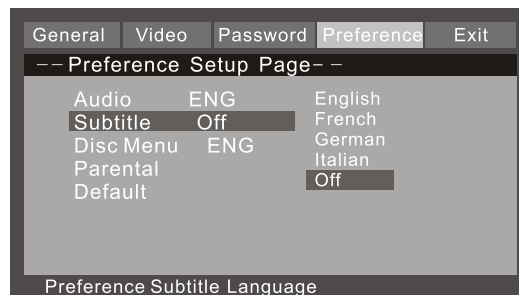 General Video Password Preference Exit
-- Preference Setup Page --
Audio ENG English
Subtitle Off French
Disc Menu ENG German
Parental Italian
Default Off
Preference Subtitle Language